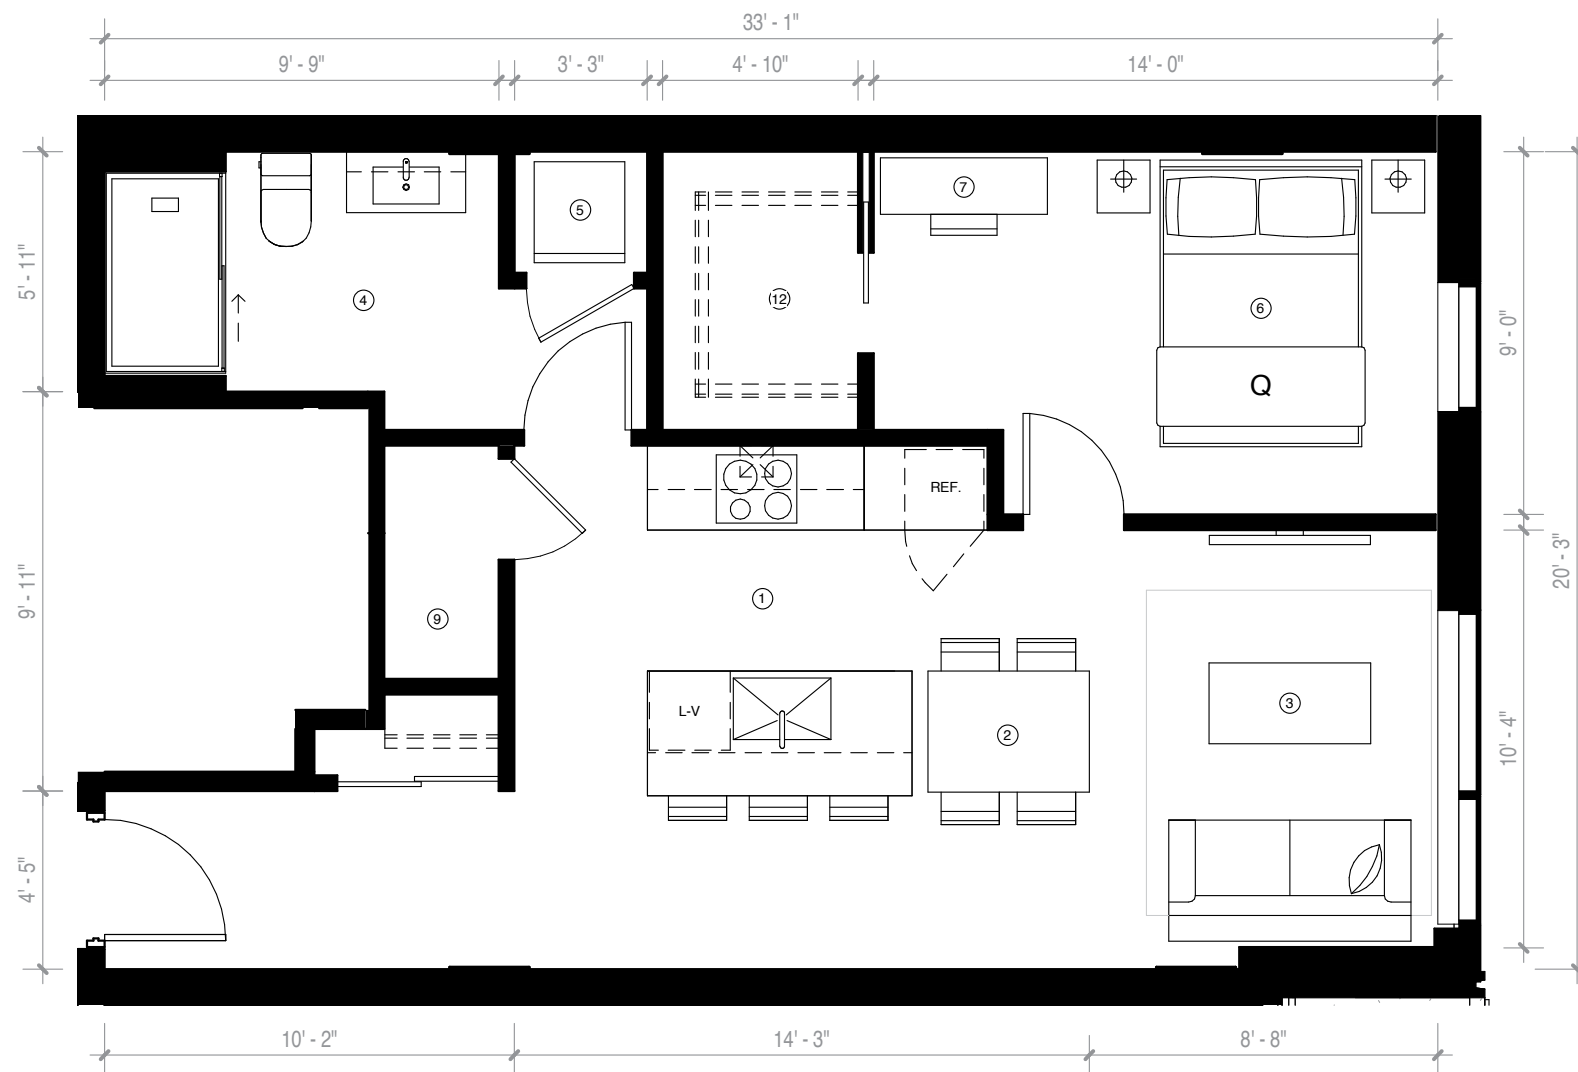 33' - 1"
9' - 9"
3' - 3"
4' - 10"
14' - 0"
7
5
5' - 11"
4
12
6
9' - 0"
Q
REF.
20' - 3"
9' - 11"
1
9
3
L-V
2
10' - 4"
4' - 5"
10' - 2"
14' - 3"
8' - 8"